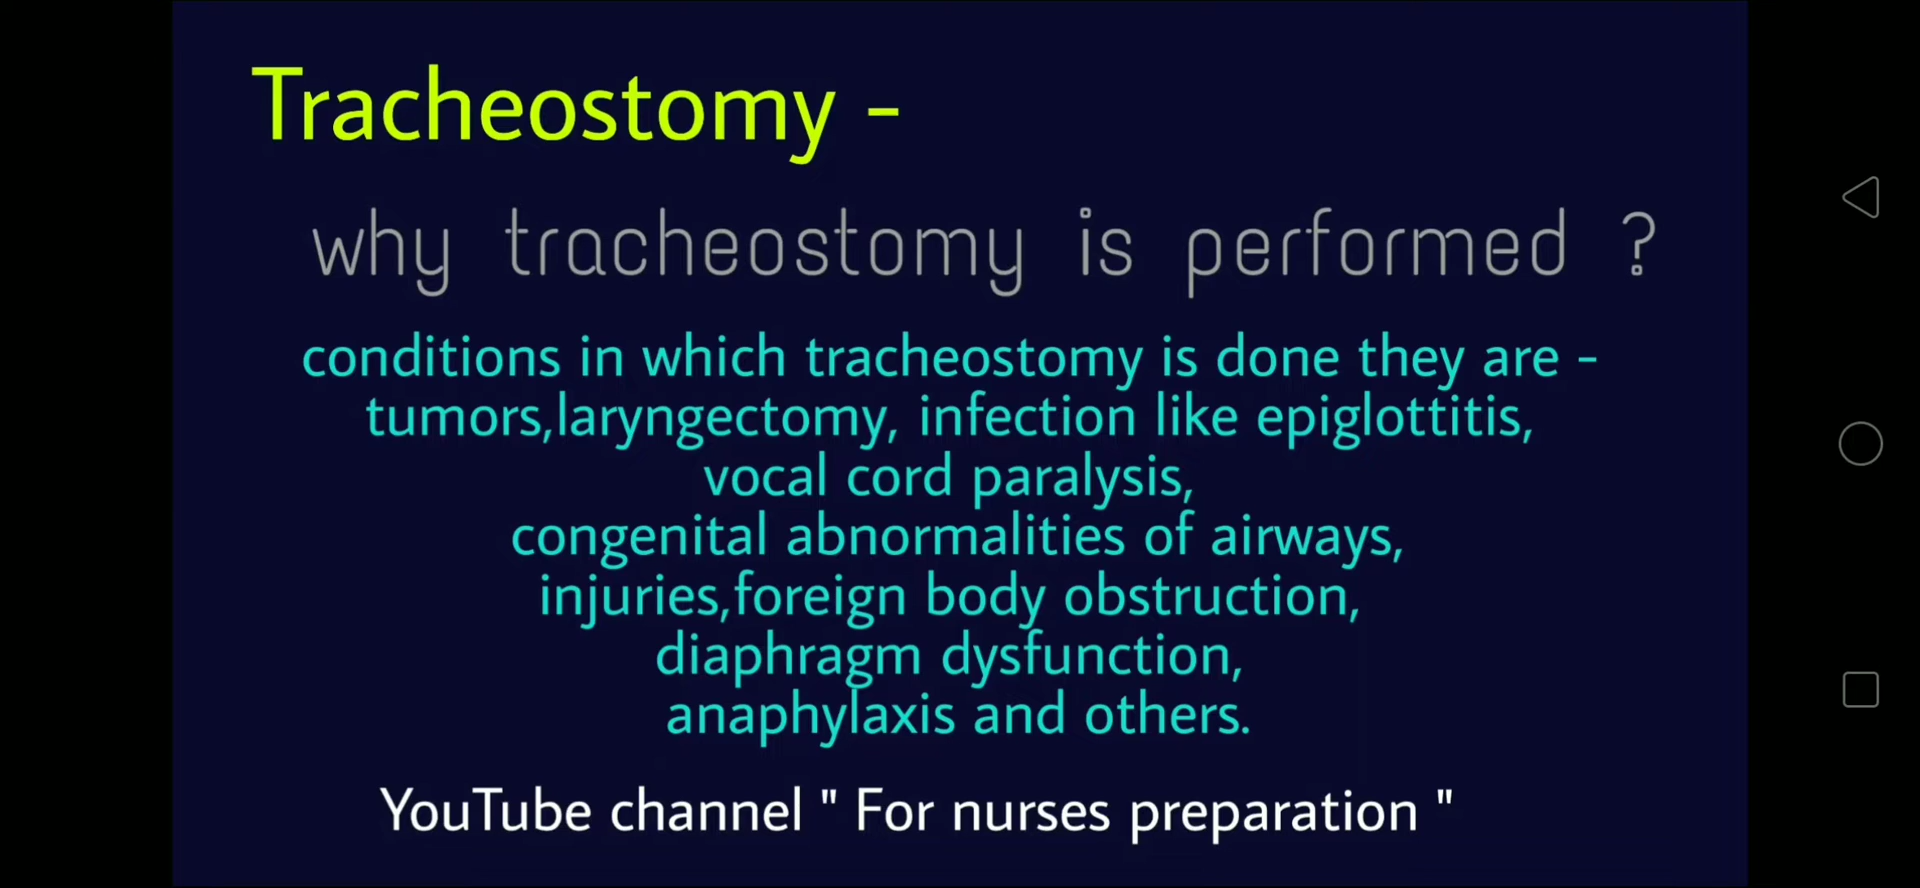 Tracheostomy -
why tracheostomy is performed ?
conditions in which tracheostomy is done they are -
tumors,laryngectomy, infection like epiglottitis,
vocal cord paralysis,
congenital abnormalities of airways,
injuries,foreign body obstruction,
diaphragm dysfunction,
anaphylaxis and others.
YouTube channel " For nurses preparation "